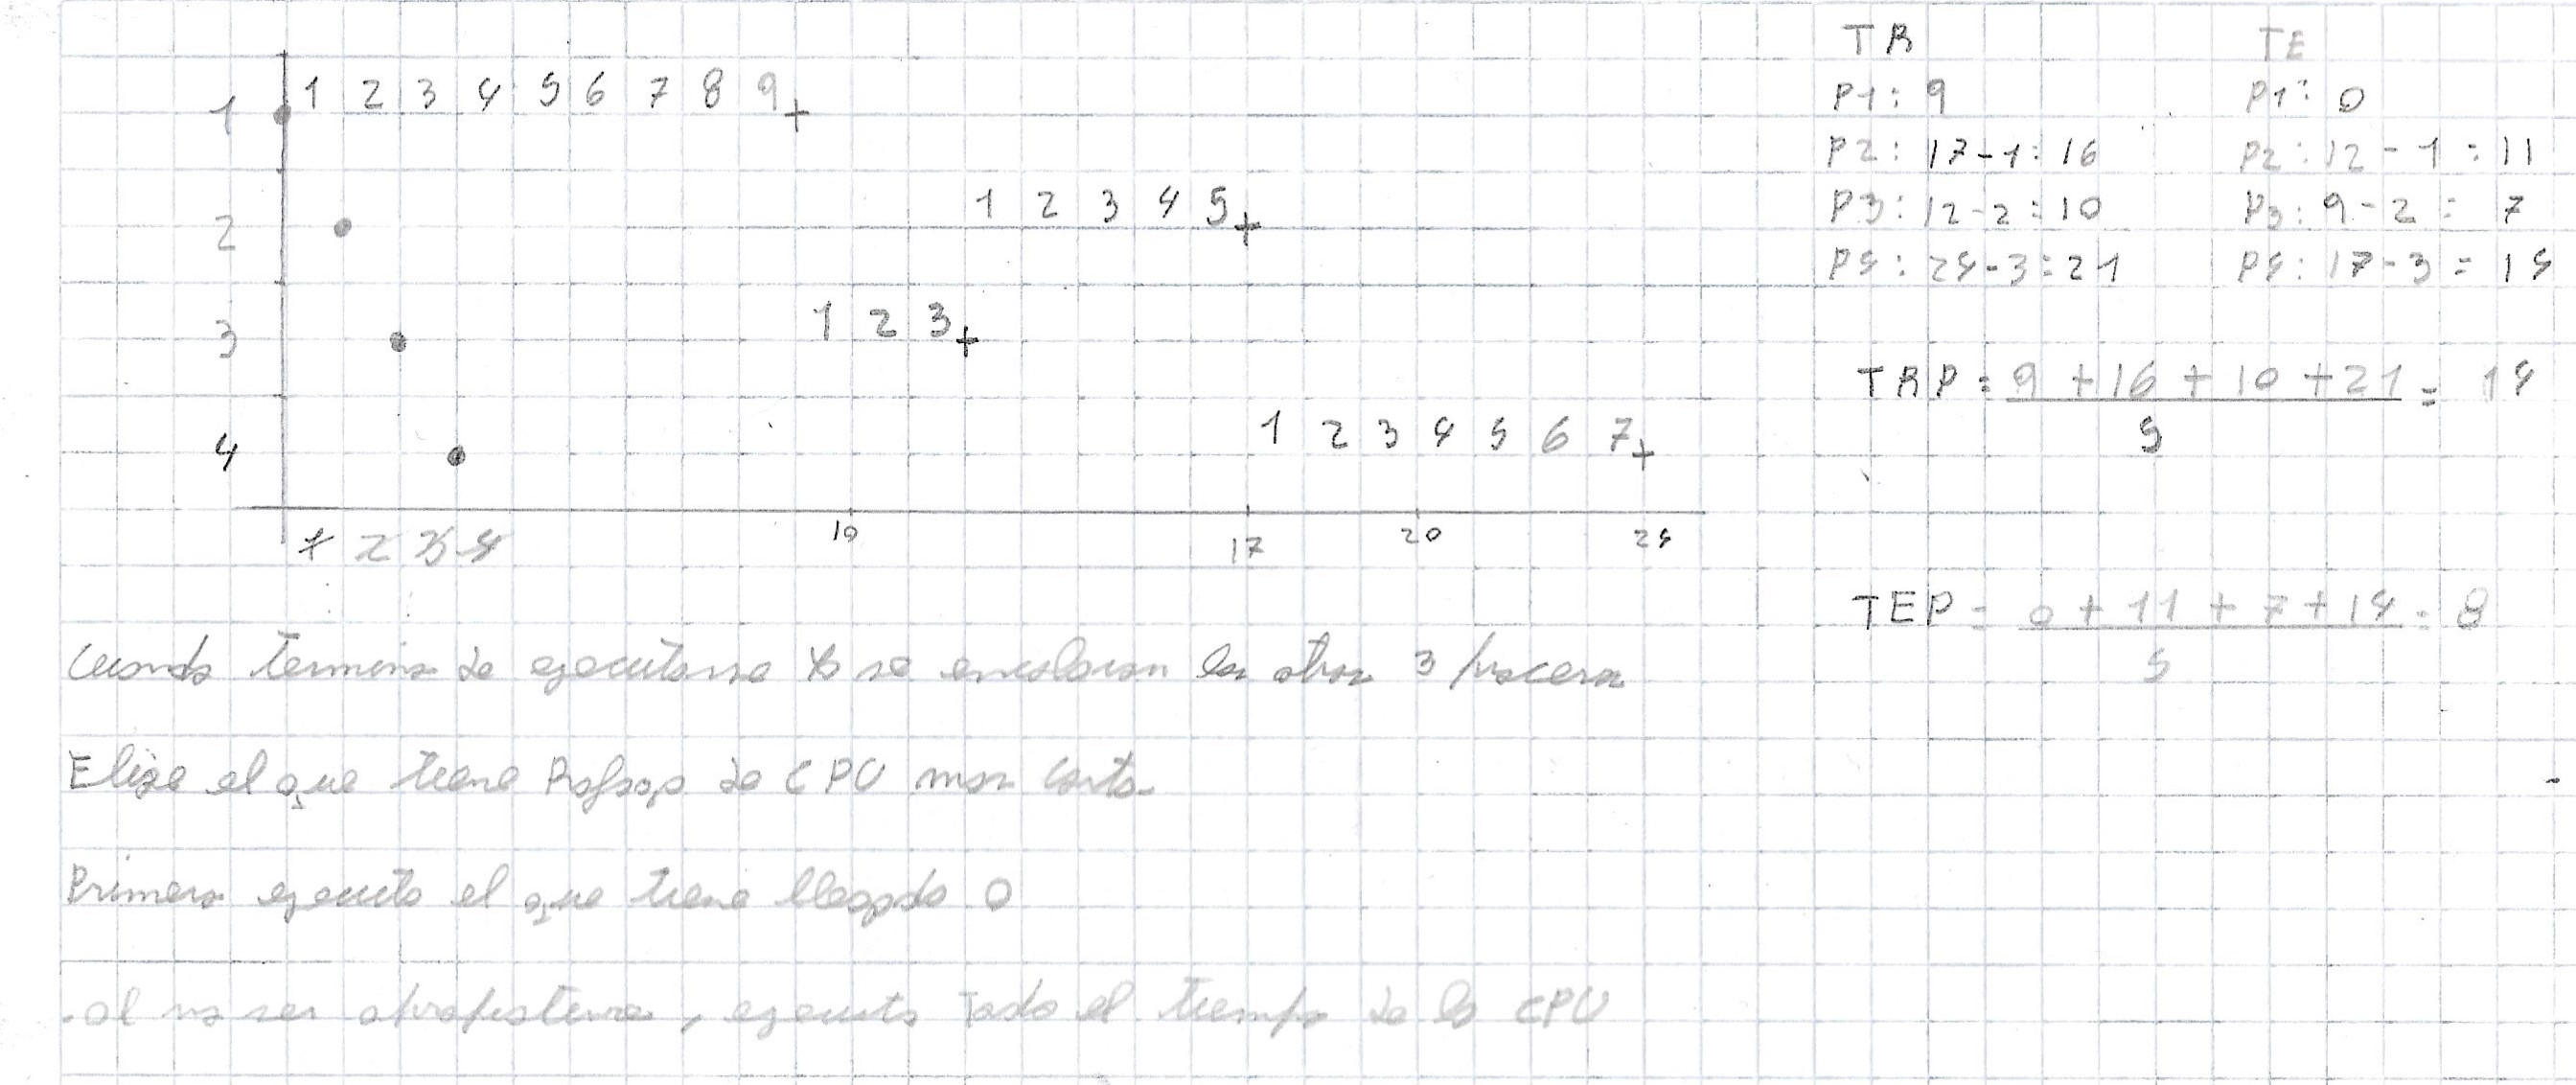 1 1 2 3 4 5 6 7 8 9
2 1 2 3 4 5
3 1 2 3
4 1 2 3 4 5 6 7
1 2 3 4 10 17 20 24
TR
P1: 9
P2: 17-1: 16
P3: 12-2: 10
P4: 24-3: 21
TE
P1: 0
P2: 12-1: 11
P3: 9-2= 7
P4: 17-3= 14
TRP = 9+16+10+21 = 14
4
TEP = 0+11+7+14 = 8
4
Cuando termina de ejecutarse se encolaron los otros 3 procesos
Elige el que tiene Rafaga de CPU mas corta
Primero ejecuto el que tiene llegada 0
.al no ser apropiativo, ejecuta todo el tiempo de la CPU